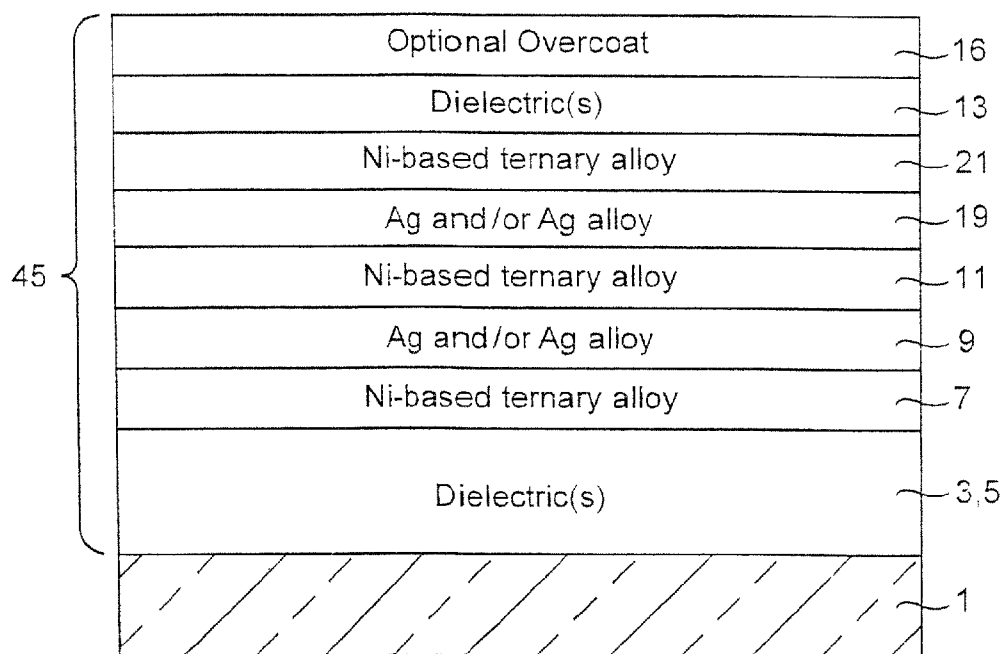 Optional Overcoat 16
Dielectric(s) 13
Ni-based ternary alloy 21
Ag and/or Ag alloy 19
45 Ni-based ternary alloy 11
Ag and/or Ag alloy 9
Ni-based ternary alloy 7
Dielectric(s) 3,5
1